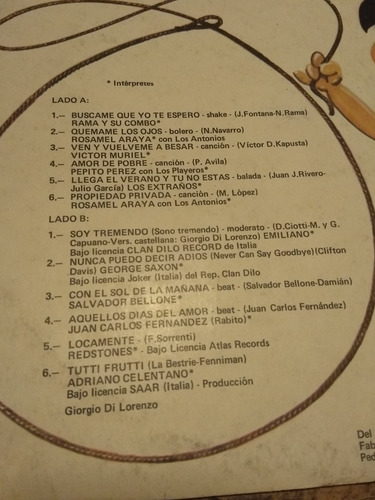 * Intérpretes
LADO A:
1.— BUSCAME QUE YO TE ESPERO - shake - (J.Fontana-N.Rama)
RAMA Y SU COMBO*
2.— QUEMAME LOS OJOS - bolero - (N.Navarro)
ROSAMEL ARAYA* con Los Antonios
3.— VEN Y VUELVEME A BESAR - canciòn - (Víctor D.Kapusta)
VICTOR MURIEL*
4.— AMOR DE POBRE - canciòn - (P. Avila)
PEPITO PEREZ con Los Playeros*
5.— LLEGA EL VERANO Y TU NO ESTAS - balada - (Juan J.Rivero-
Julio García) LOS EXTRAÑOS*
6.— PROPIEDAD PRIVADA - canciòn - (M. Lòpez)
ROSAMEL ARAYA con Los Antonios*
LADO B:
1.— SOY TREMENDO (Sono tremendo) - moderato - (D.Ciotti-M. y G.
Capuano-Vers. castellana: Giorgio Di Lorenzo) EMILIANO*
Bajo licencia CLAN DILO RECORD de Italia
2.— NUNCA PUEDO DECIR ADIOS (Never Can Say Goodbye)(Clifton
Davis) GEORGE SAXON*
Bajo licencia Joker (Italia) del Rep. Clan Dilo
3.— CON EL SOL DE LA MAÑANA - beat - (Salvador Bellone-Damián)
SALVADOR BELLONE*
4.— AQUELLOS DIAS DEL AMOR - beat - (Juan Carlos Fernández)
JUAN CARLOS FERNANDEZ (Rabito)*
5.— LOCAMENTE - (F.Sorrenti)
REDSTONES* - Bajo Licencia Atlas Records
6.— TUTTI FRUTTI (La Bestrie-Fenniman)
ADRIANO CELENTANO*
Bajo licencia SAAR (Italia) - Producción
Giorgio Di Lorenzo
Del
Fab
Ped